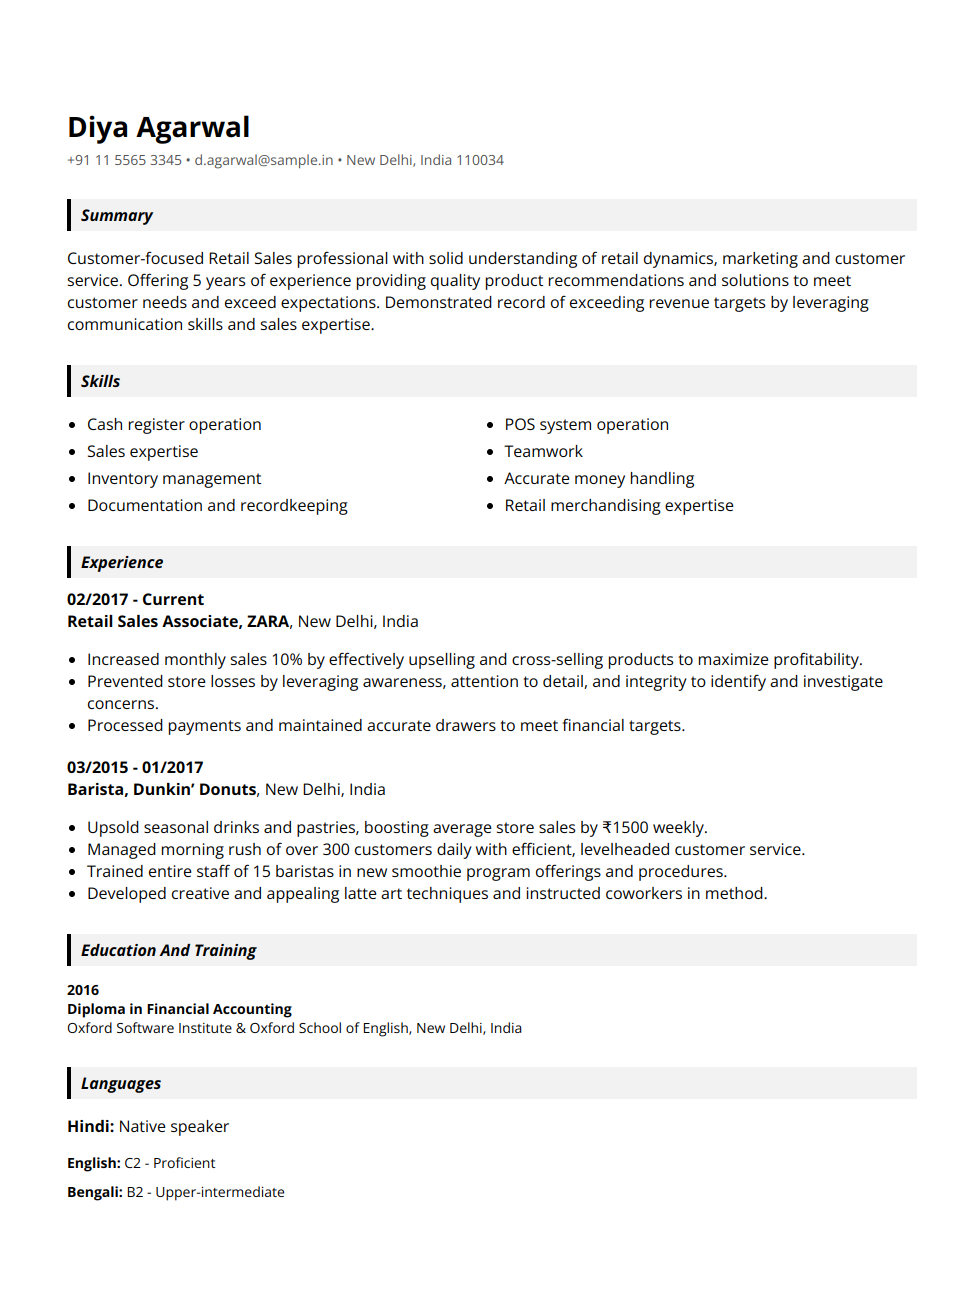 Diya Agarwal
+91 11 5565 3345 • d.agarwal@sample.in • New Delhi, India 110034
Summary
Customer-focused Retail Sales professional with solid understanding of retail dynamics, marketing and customer
service. Offering 5 years of experience providing quality product recommendations and solutions to meet
customer needs and exceed expectations. Demonstrated record of exceeding revenue targets by leveraging
communication skills and sales expertise.
Skills
• Cash register operation
• Sales expertise
• Inventory management
• Documentation and recordkeeping
• POS system operation
• Teamwork
• Accurate money handling
• Retail merchandising expertise
Experience
02/2017 - Current
Retail Sales Associate, ZARA, New Delhi, India
• Increased monthly sales 10% by effectively upselling and cross-selling products to maximize profitability.
• Prevented store losses by leveraging awareness, attention to detail, and integrity to identify and investigate
concerns.
• Processed payments and maintained accurate drawers to meet financial targets.
03/2015 - 01/2017
Barista, Dunkin’ Donuts, New Delhi, India
• Upsold seasonal drinks and pastries, boosting average store sales by ₹1500 weekly.
• Managed morning rush of over 300 customers daily with efficient, levelheaded customer service.
• Trained entire staff of 15 baristas in new smoothie program offerings and procedures.
• Developed creative and appealing latte art techniques and instructed coworkers in method.
Education And Training
2016
Diploma in Financial Accounting
Oxford Software Institute & Oxford School of English, New Delhi, India
Languages
Hindi: Native speaker
English: C2 - Proficient
Bengali: B2 - Upper-intermediate